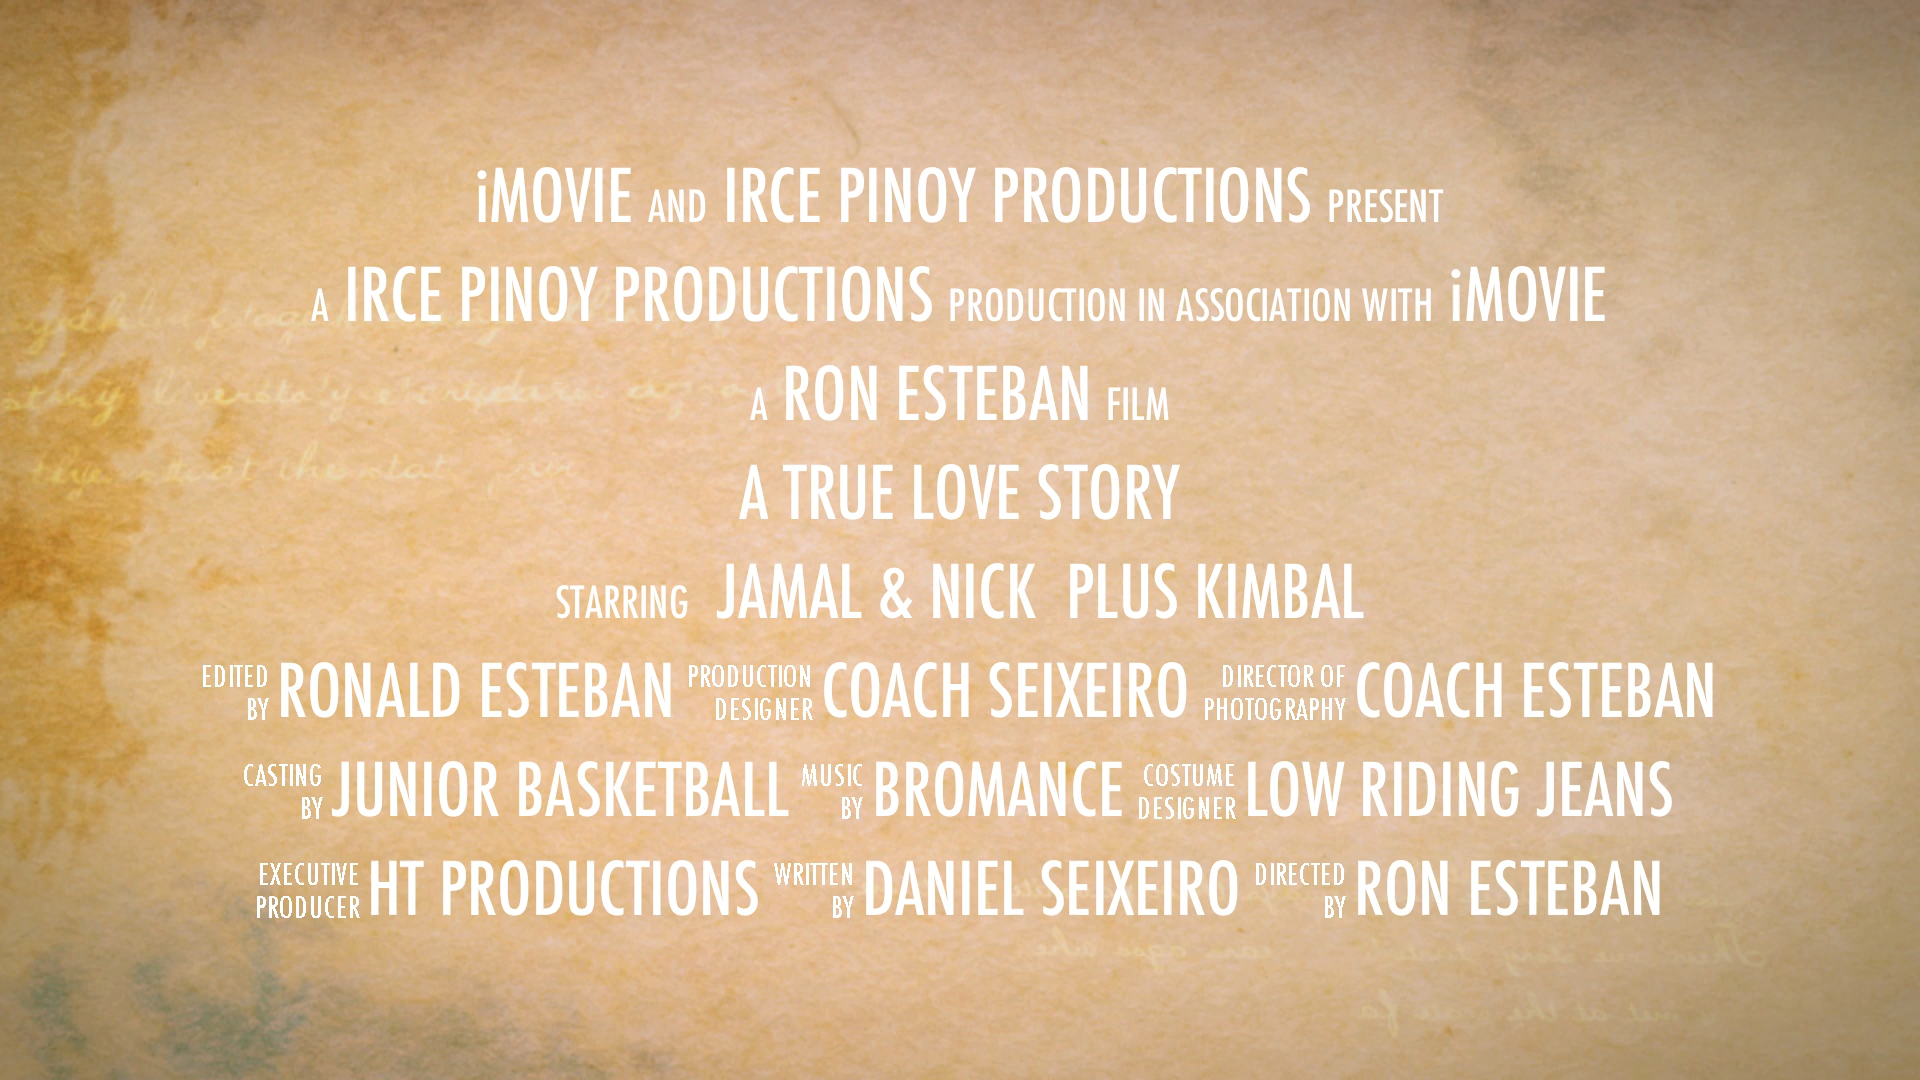 iMOVIE AND IRCE PINOY PRODUCTIONS PRESENT
A IRCE PINOY PRODUCTIONS PRODUCTION IN ASSOCIATION WITH iMOVIE
A RON ESTEBAN FILM
A TRUE LOVE STORY
STARRING JAMAL & NICK PLUS KIMBAL
EDITED BY RONALD ESTEBAN PRODUCTION DESIGNER COACH SEIXEIRO DIRECTOR OF PHOTOGRAPHY COACH ESTEBAN
CASTING BY JUNIOR BASKETBALL MUSIC BY BROMANCE COSTUME DESIGNER LOW RIDING JEANS
EXECUTIVE PRODUCER HT PRODUCTIONS WRITTEN BY DANIEL SEIXEIRO DIRECTED BY RON ESTEBAN